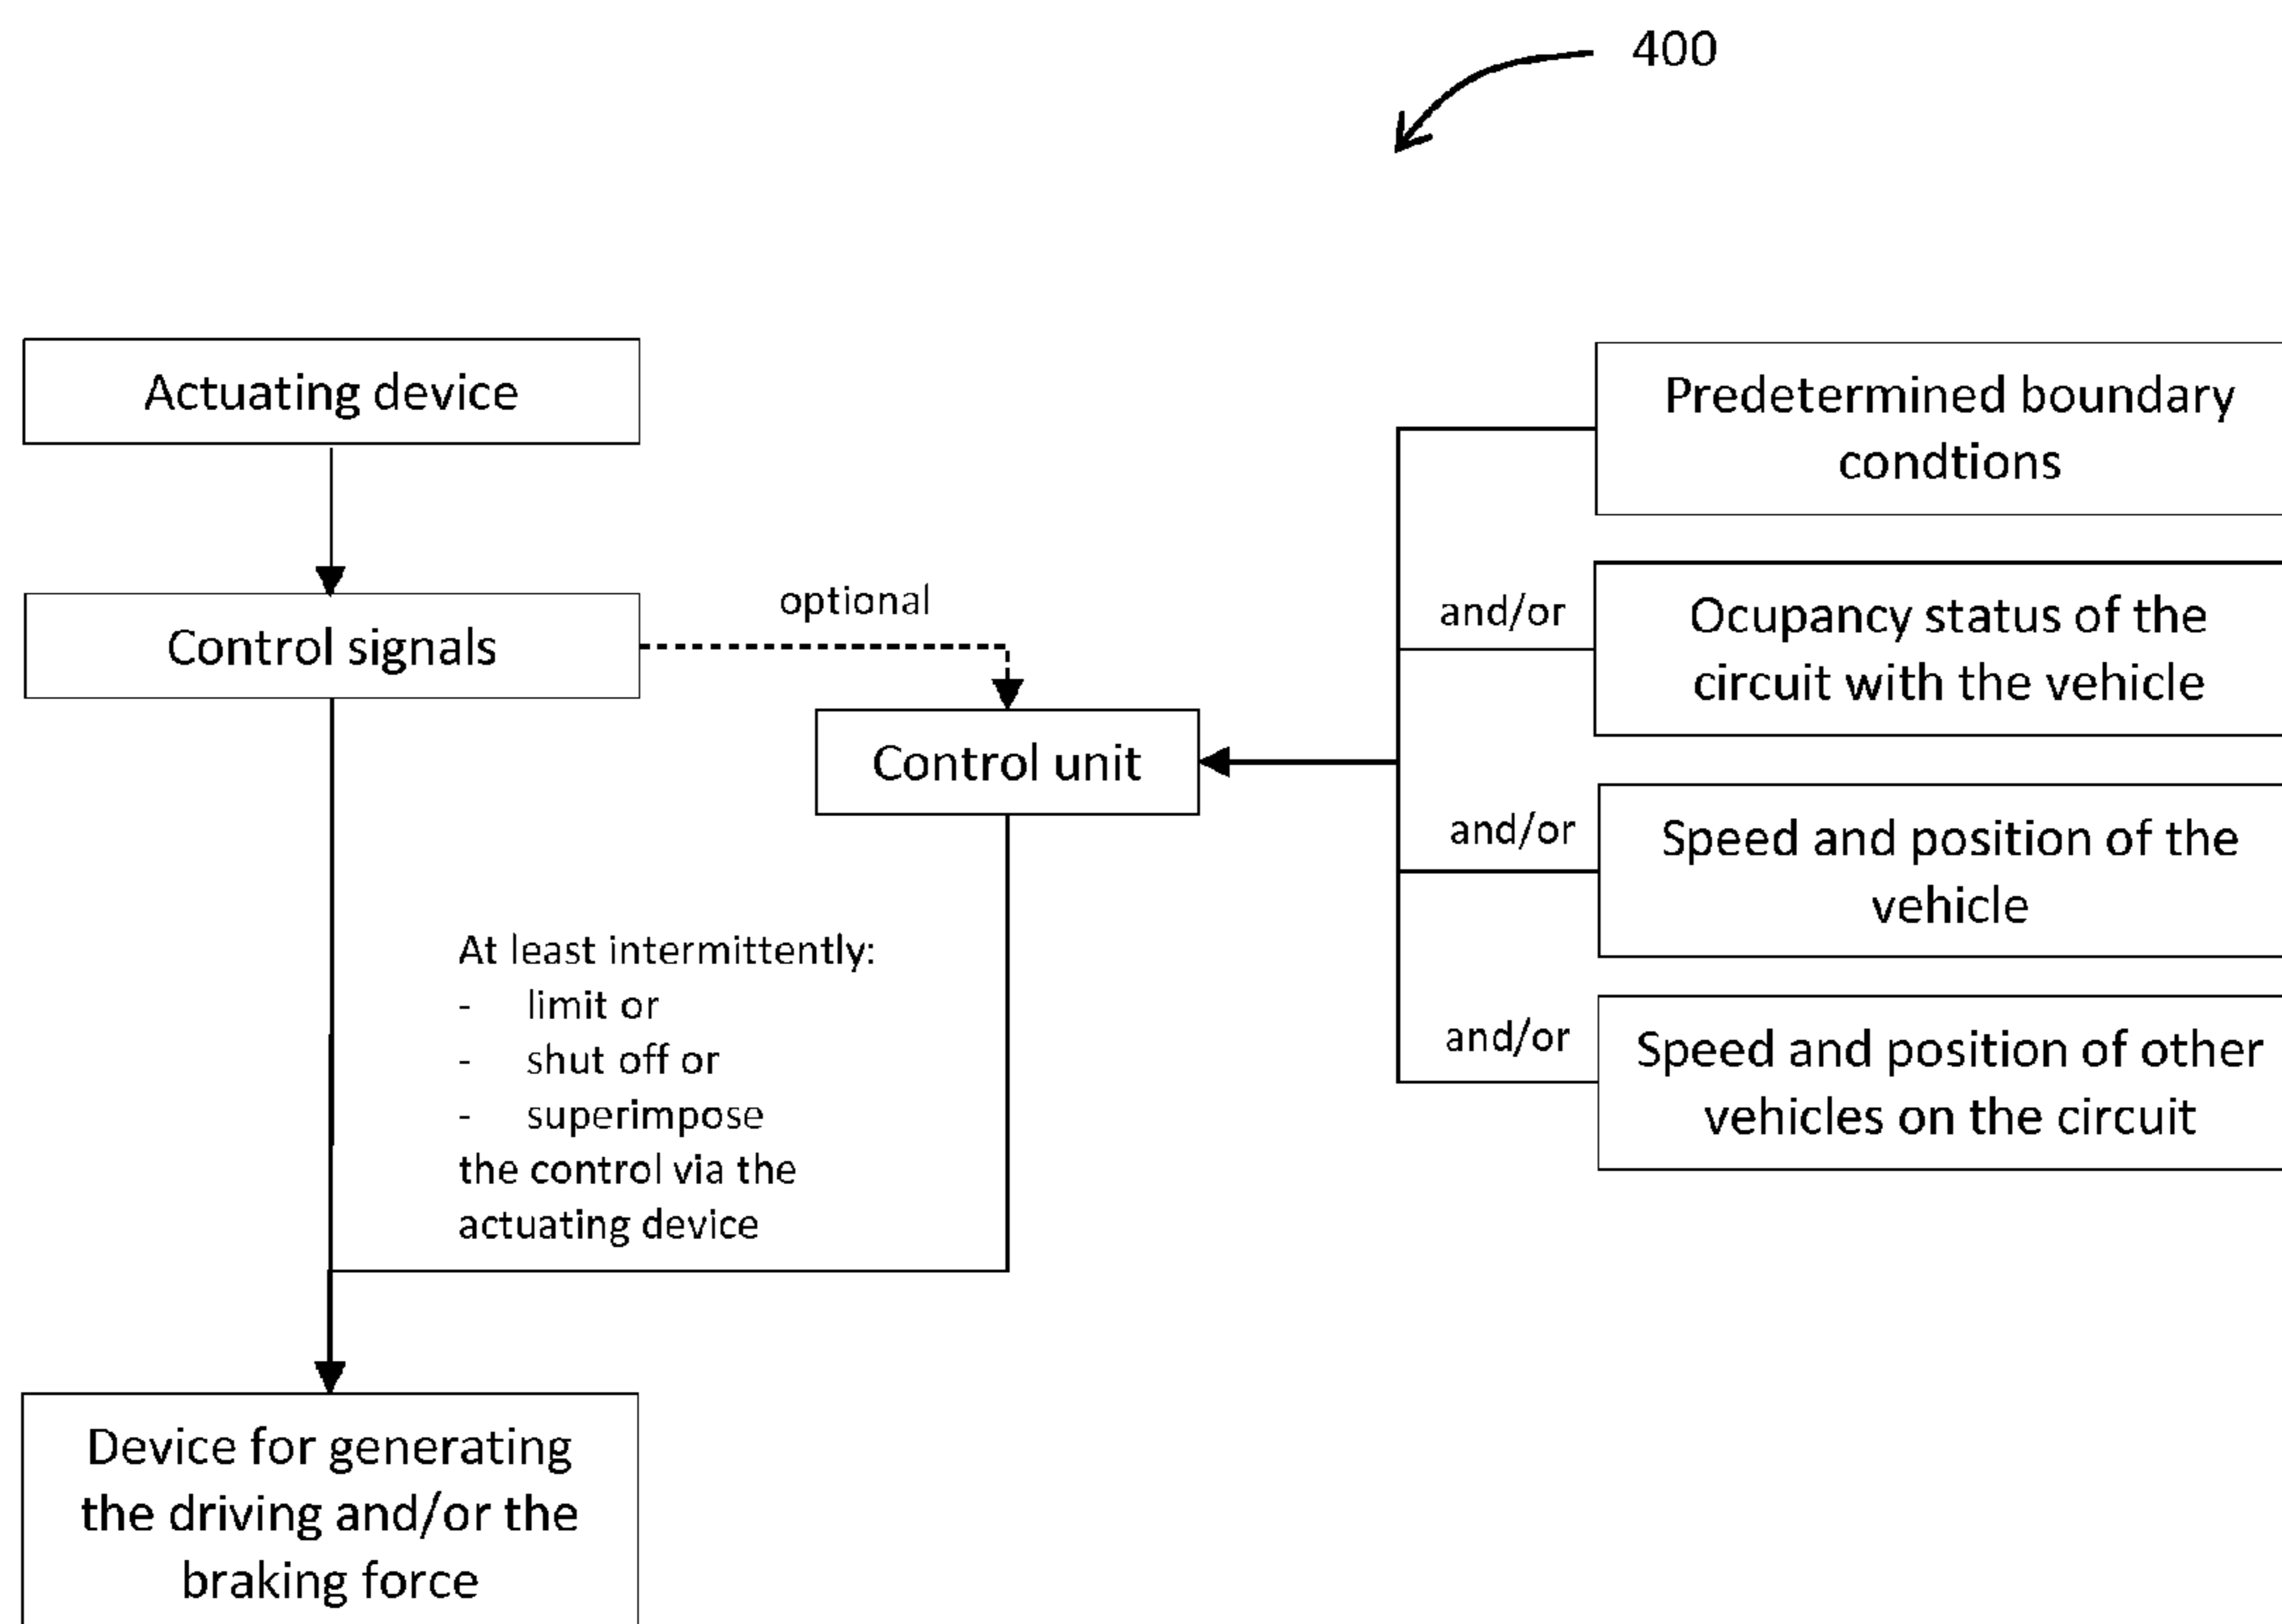 400
Actuating device
Control signals
optional
Control unit
At least intermittently:
- limit or
- shut off or
- superimpose
the control via the
actuating device
Device for generating
the driving and/or the
braking force
Predetermined boundary
condtions
and/or
Ocupancy status of the
circuit with the vehicle
and/or
Speed and position of the
vehicle
and/or
Speed and position of other
vehicles on the circuit